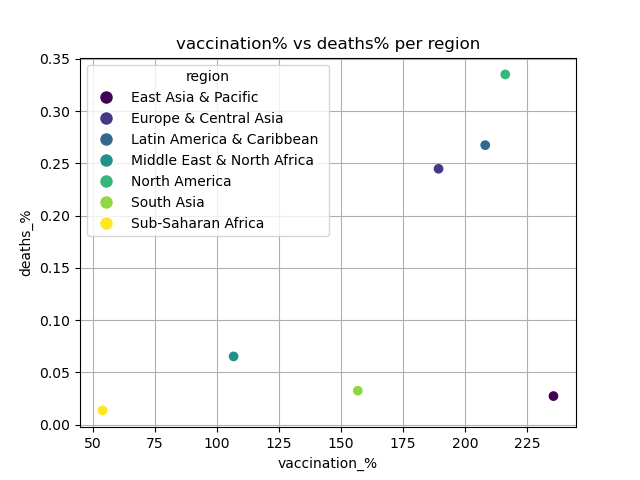 vaccination% vs deaths% per region
region
East Asia & Pacific
Europe & Central Asia
Latin America & Caribbean
Middle East & North Africa
North America
South Asia
Sub-Saharan Africa
deaths_%
0.35
0.30
0.25
0.20
0.15
0.10
0.05
0.00
50 75 100 125 150 175 200 225
vaccination_%